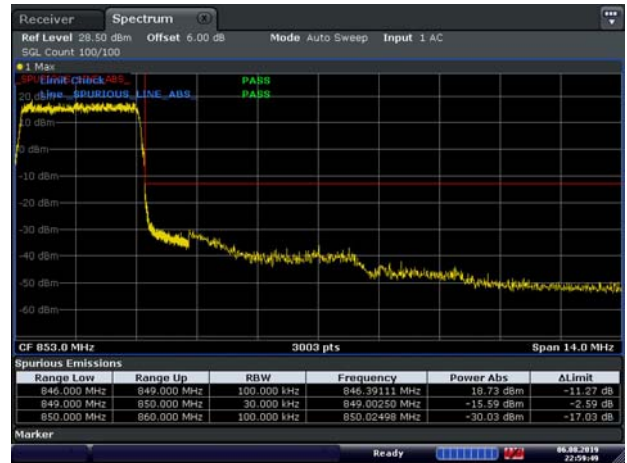 Receiver Spectrum
Ref Level 28.50 dBm Offset 6.00 dB Mode Auto Sweep Input 1 AC
SGL Count 100/100
1 Max
_SPURIOUS_LINE_ABS_ Limit Check PASS
20 dBm Line _SPURIOUS_LINE_ABS_ PASS
10 dBm
0 dBm
-10 dBm
-20 dBm
-30 dBm
-40 dBm
-50 dBm
-60 dBm
CF 853.0 MHz 3003 pts Span 14.0 MHz
Spurious Emissions
Range Low Range Up RBW Frequency Power Abs ΔLimit
846.000 MHz 849.000 MHz 100.000 kHz 846.39111 MHz 18.73 dBm -11.27 dB
849.000 MHz 850.000 MHz 30.000 kHz 849.00250 MHz -15.59 dBm -2.59 dB
850.000 MHz 860.000 MHz 100.000 kHz 850.02498 MHz -30.03 dBm -17.03 dB
Marker
Ready 06.08.2019
22:59:49